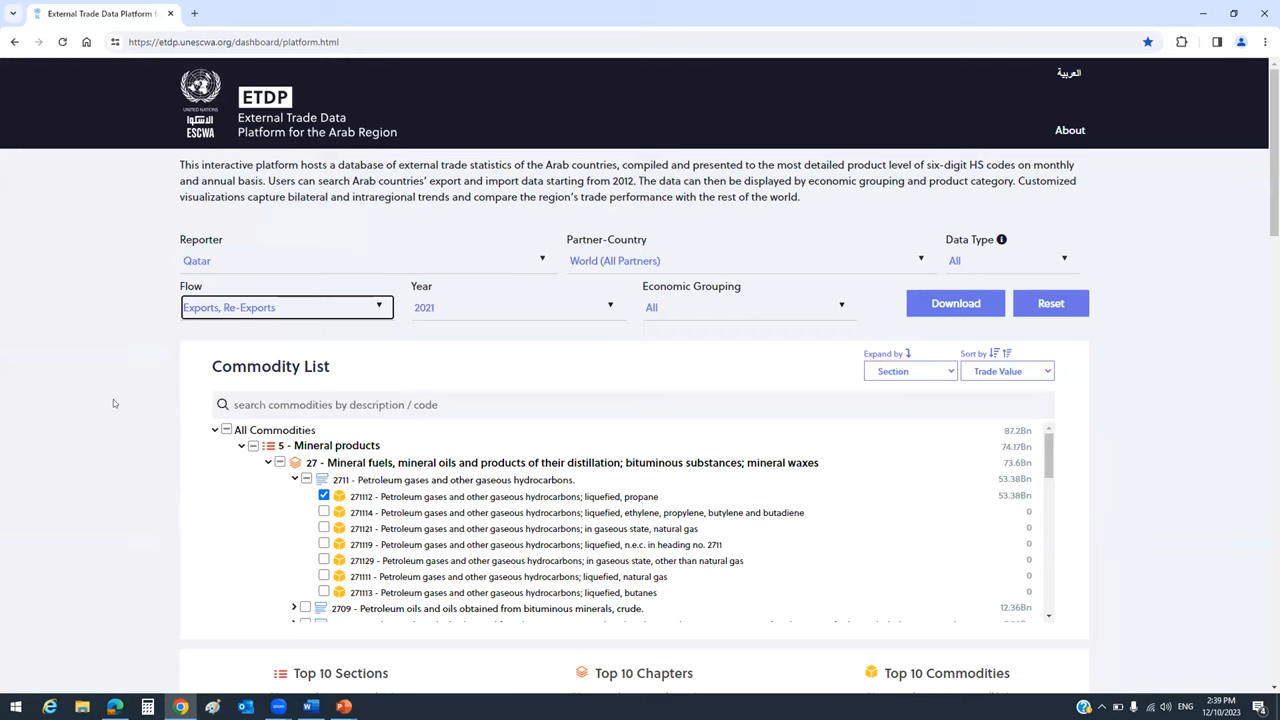 External Trade Data Platform f
https://etdp.unescwa.org/dashboard/platform.html
العربية
UNITED NATIONS
الاسكوا
ESCWA
ETDP
External Trade Data
Platform for the Arab Region
About
This interactive platform hosts a database of external trade statistics of the Arab countries, compiled and presented to the most detailed product level of six-digit HS codes on monthly
and annual basis. Users can search Arab countries' export and import data starting from 2012. The data can then be displayed by economic grouping and product category. Customized
visualizations capture bilateral and intraregional trends and compare the region's trade performance with the rest of the world.
Reporter
Partner-Country
Data Type
Qatar
World (All Partners)
All
Flow
Year
Economic Grouping
Exports, Re-Exports
2021
All
Download
Reset
Commodity List
Expand by
Sort by
Section
Trade Value
search commodities by description / code
All Commodities 87.2Bn
5 - Mineral products 74.17Bn
27 - Mineral fuels, mineral oils and products of their distillation; bituminous substances; mineral waxes 73.6Bn
2711 - Petroleum gases and other gaseous hydrocarbons. 53.38Bn
271112 - Petroleum gases and other gaseous hydrocarbons; liquefied, propane 53.38Bn
271114 - Petroleum gases and other gaseous hydrocarbons; liquefied, ethylene, propylene, butylene and butadiene 0
271121 - Petroleum gases and other gaseous hydrocarbons; in gaseous state, natural gas 0
271119 - Petroleum gases and other gaseous hydrocarbons; liquefied, n.e.c. in heading no. 2711 0
271129 - Petroleum gases and other gaseous hydrocarbons; in gaseous state, other than natural gas 0
271111 - Petroleum gases and other gaseous hydrocarbons; liquefied, natural gas 0
271113 - Petroleum gases and other gaseous hydrocarbons; liquefied, butanes 0
2709 - Petroleum oils and oils obtained from bituminous minerals, crude. 12.36Bn
Top 10 Sections
Top 10 Chapters
Top 10 Commodities
ENG
2:39 PM
12/10/2023